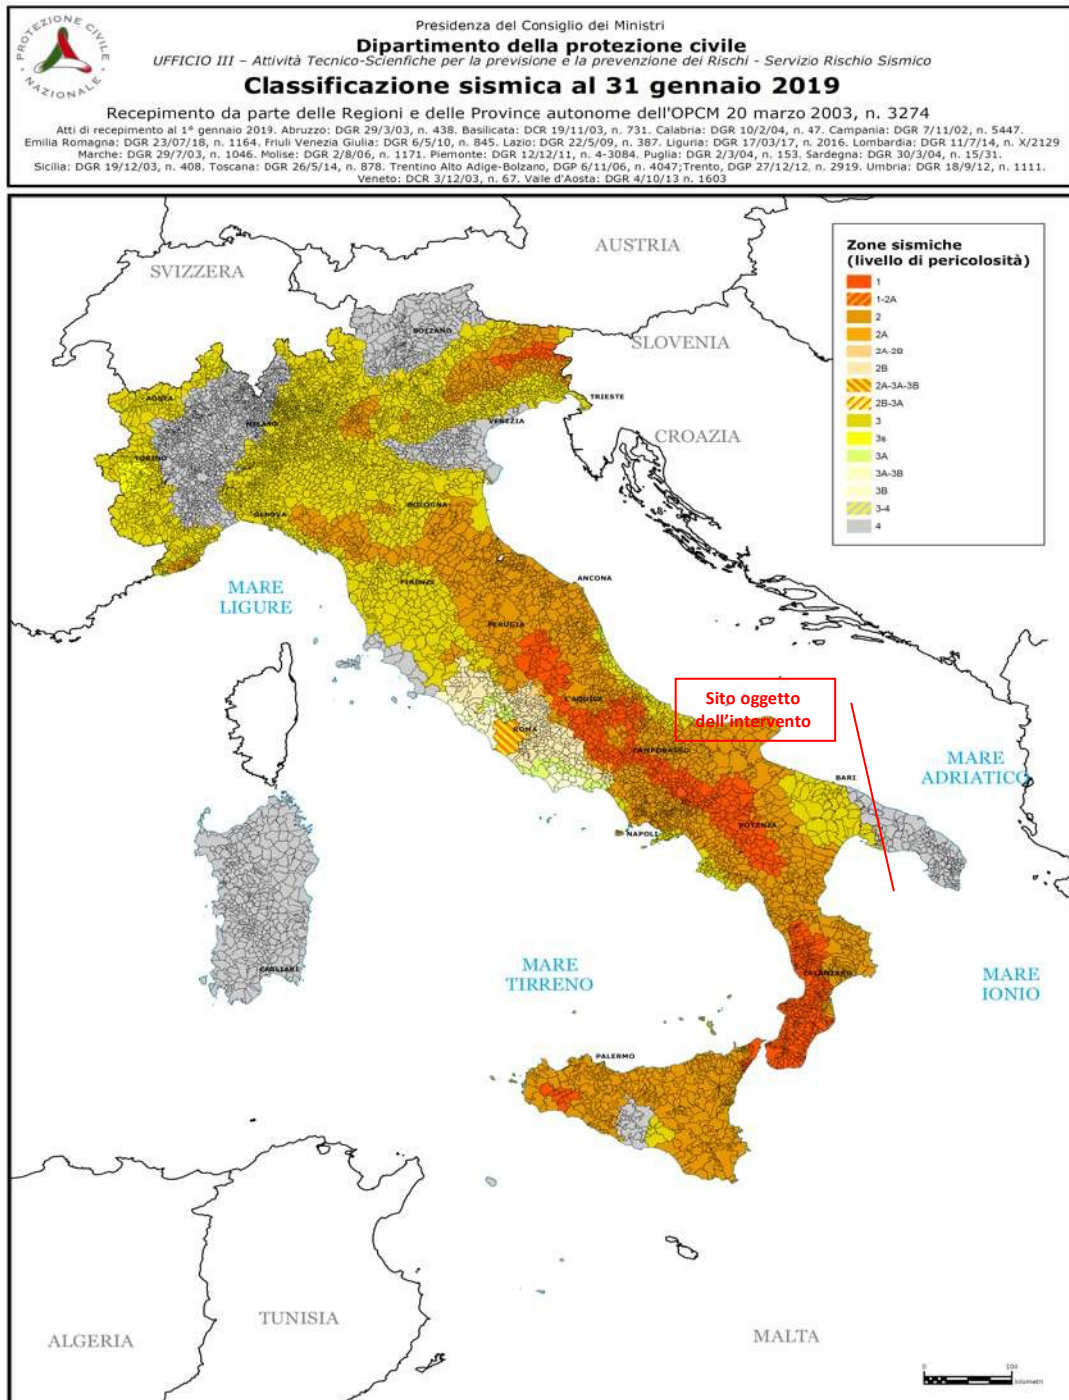 PROTEZIONE CIVILE
NAZIONALE
Presidenza del Consiglio dei Ministri
Dipartimento della protezione civile
UFFICIO III – Attività Tecnico-Scienfiche per la previsione e la prevenzione dei Rischi - Servizio Rischio Sismico
Classificazione sismica al 31 gennaio 2019
Recepimento da parte delle Regioni e delle Province autonome dell'OPCM 20 marzo 2003, n. 3274
Atti di recepimento al 1° gennaio 2019. Abruzzo: DGR 29/3/03, n. 438. Basilicata: DCR 19/11/03, n. 731. Calabria: DGR 10/2/04, n. 47. Campania: DGR 7/11/02, n. 5447.
Emilia Romagna: DGR 23/07/18, n. 1164. Friuli Venezia Giulia: DGR 6/5/10, n. 845. Lazio: DGR 22/5/09, n. 387. Liguria: DGR 17/03/17, n. 2016. Lombardia: DGR 11/7/14, n. X/2129
Marche: DGR 29/7/03, n. 1046. Molise: DGR 2/8/06, n. 1171. Piemonte: DGR 12/12/11, n. 4-3084. Puglia: DGR 2/3/04, n. 153. Sardegna: DGR 30/3/04, n. 15/31.
Sicilia: DGR 19/12/03, n. 408. Toscana: DGR 26/5/14, n. 878. Trentino Alto Adige-Bolzano, DGP 6/11/06, n. 4047;Trento, DGP 27/12/12, n. 2919. Umbria: DGR 18/9/12, n. 1111.
Veneto: DCR 3/12/03, n. 67. Valle d'Aosta: DGR 4/10/13 n. 1603
Zone sismiche
(livello di pericolosità)
1
1-2A
2
2A
2A-2B
2B
2A-3A-3B
2B-3A
3
3s
3A
3A-3B
3B
3-4
4
AUSTRIA
SVIZZERA
BOLZANO
SLOVENIA
AOSTA
TRIESTE
MILANO
VENEZIA
CROAZIA
TORINO
BOLOGNA
GENOVA
ANCONA
FIRENZE
MARE
LIGURE
PERUGIA
L'AQUILA
Sito oggetto
dell'intervento
ROMA
CAMPOBASSO
MARE
ADRIATICO
BARI
NAPOLI
POTENZA
CAGLIARI
MARE
TIRRENO
CATANZARO
MARE
IONIO
PALERMO
TUNISIA
ALGERIA
MALTA
0
100
kilometri